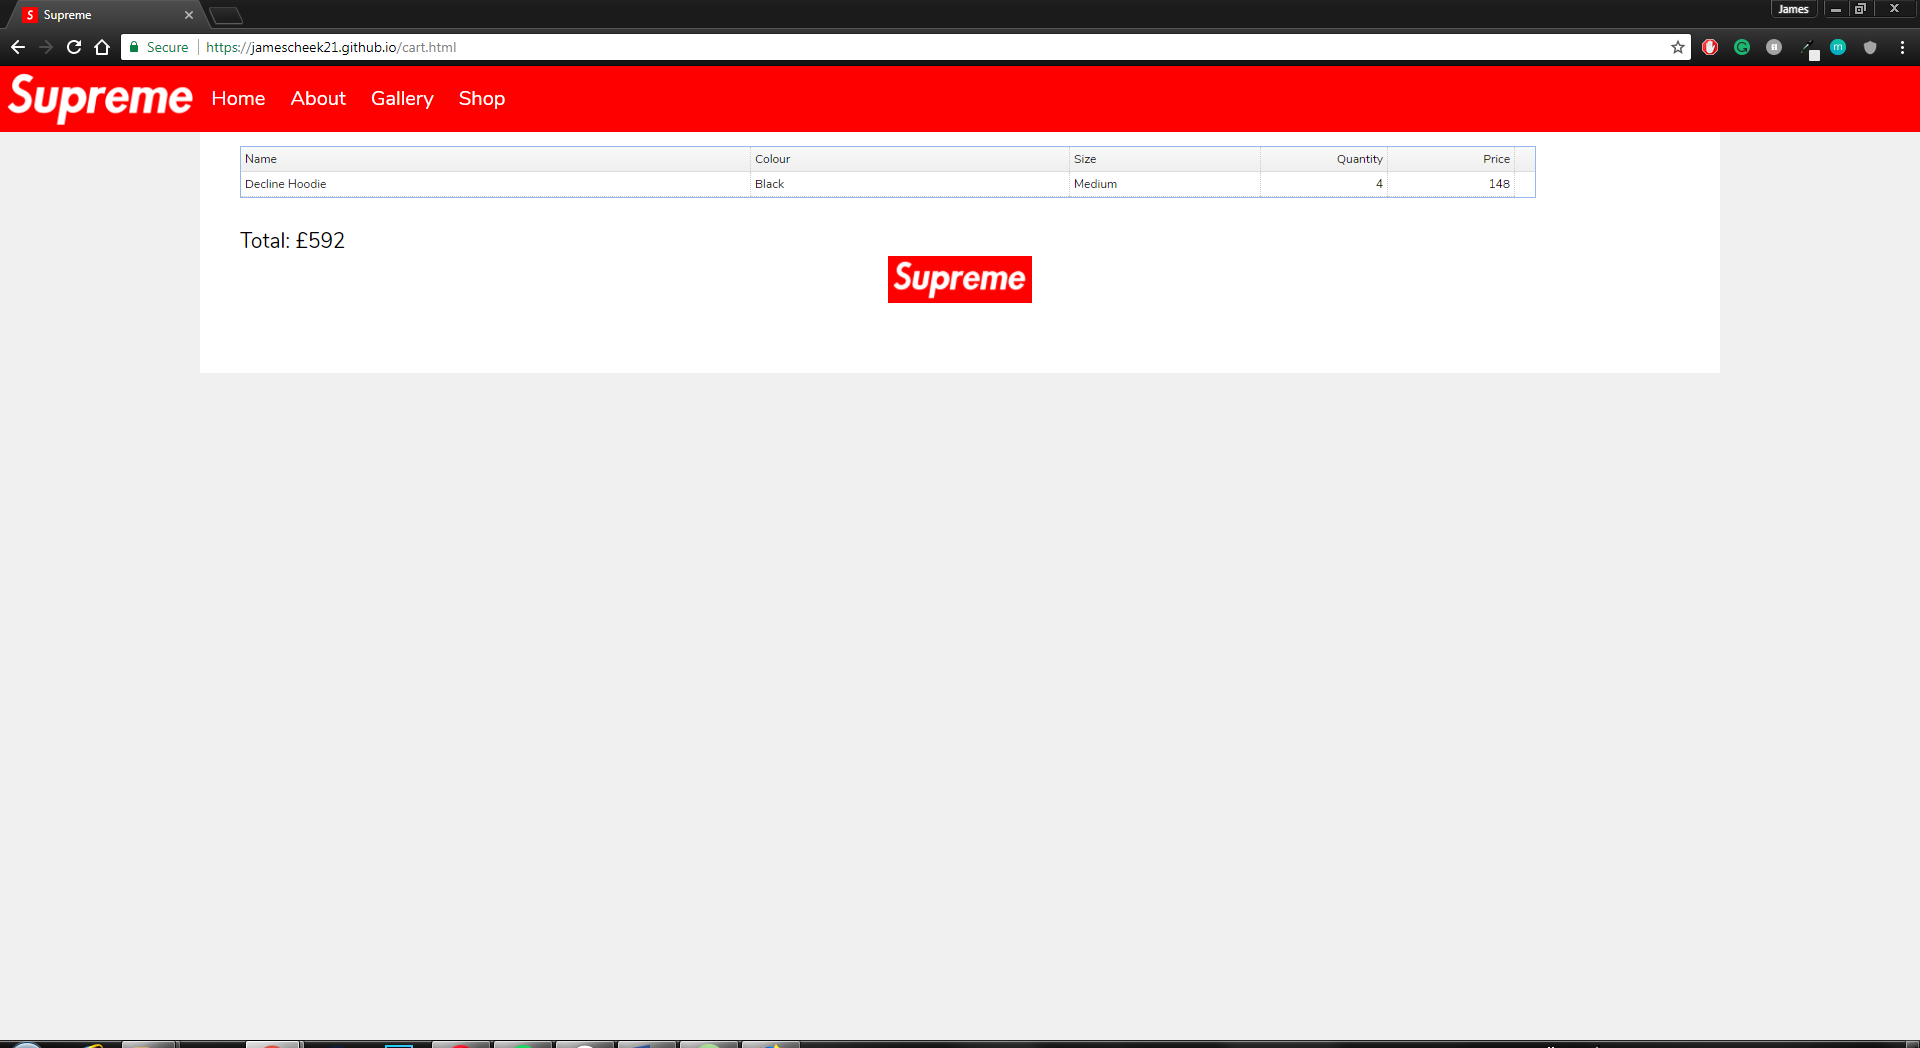 Supreme
James
Secure
https://jamescheek21.github.io/cart.html
Supreme Home About Gallery Shop
Name Colour Size Quantity Price
Decline Hoodie Black Medium 4 148
Total: £592
Supreme